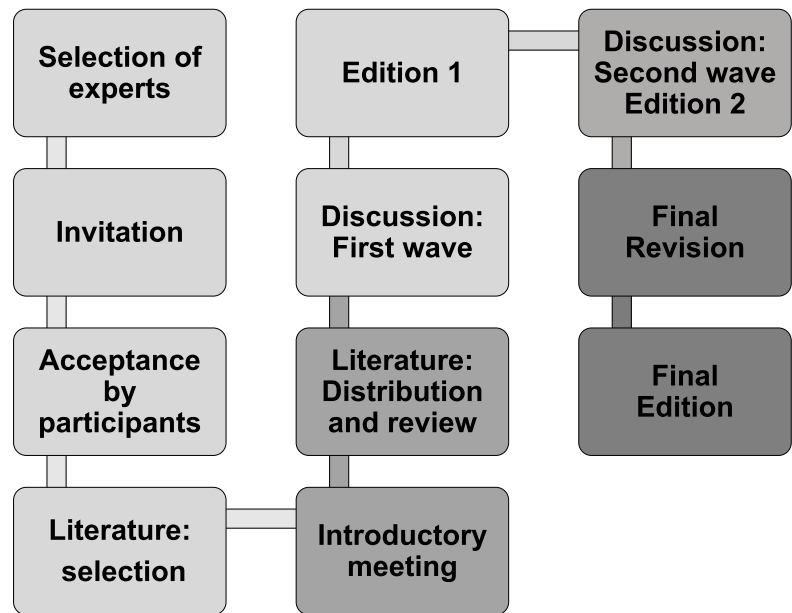 Selection of
experts
Invitation
Acceptance
by
participants
Literature:
selection
Introductory
meeting
Literature:
Distribution
and review
Discussion:
First wave
Edition 1
Discussion:
Second wave
Edition 2
Final
Revision
Final
Edition